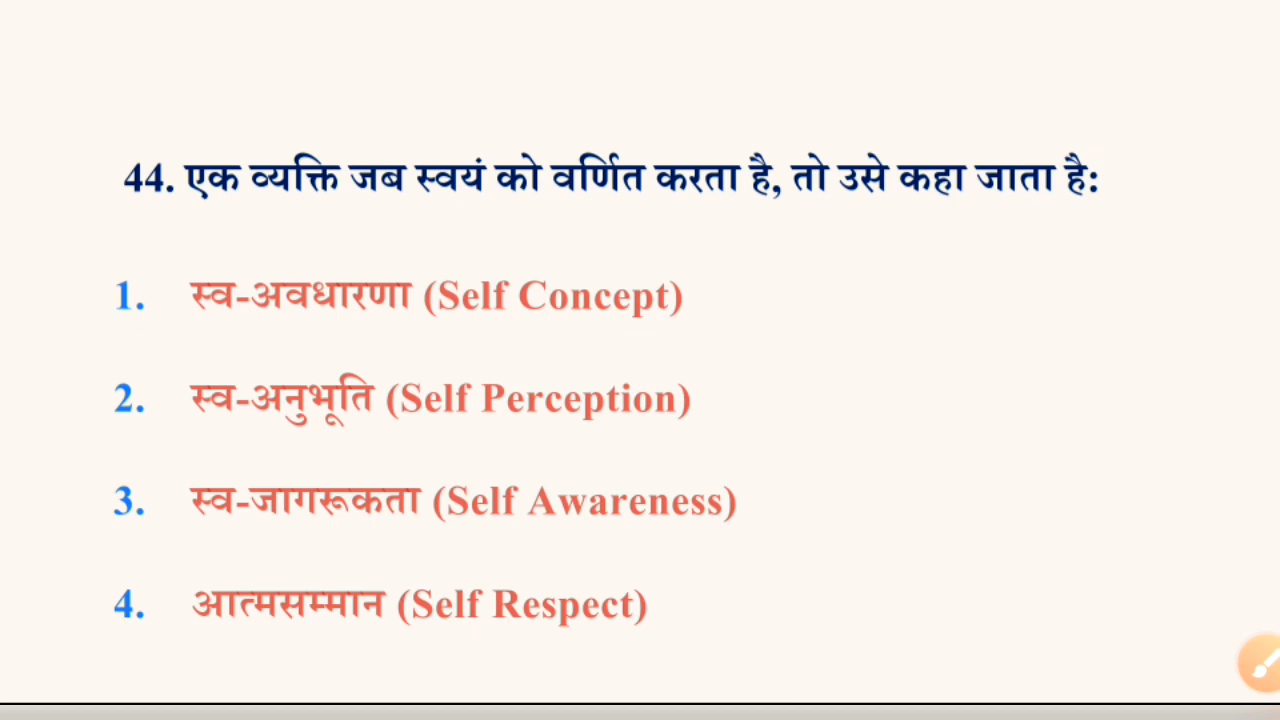 44. एक व्यक्ति जब स्वयं को वर्णित करता है, तो उसे कहा जाता है:
1. स्व-अवधारणा (Self Concept)
2. स्व-अनुभूति (Self Perception)
3. स्व-जागरूकता (Self Awareness)
4. आत्मसम्मान (Self Respect)